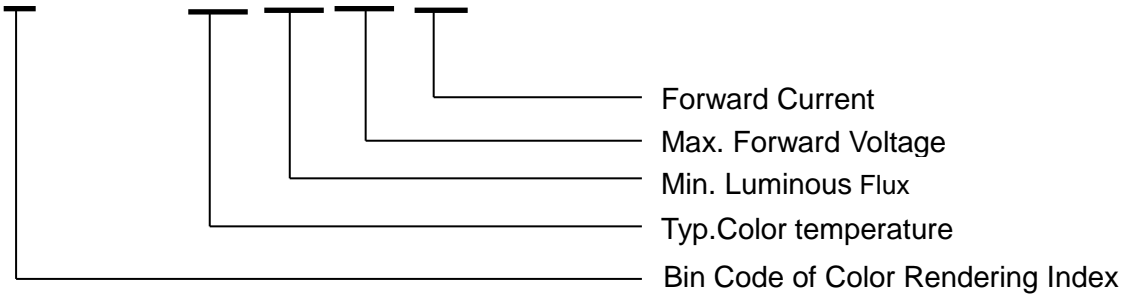 Forward Current
Max. Forward Voltage
Min. Luminous Flux
Typ.Color temperature
Bin Code of Color Rendering Index